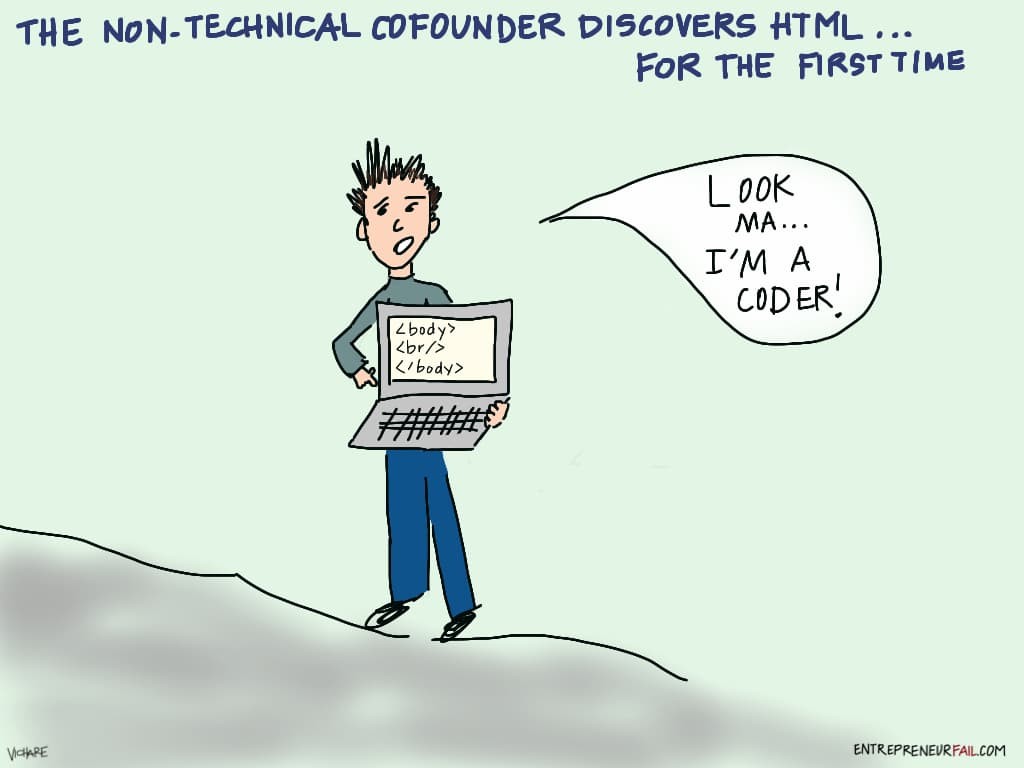 THE NON-TECHNICAL COFOUNDER DISCOVERS HTML...
FOR THE FIRST TIME
LOOK
MA...
I'M A
CODER!
<body>
<br/>
</body>
VICHARE
ENTREPRENEURFAIL.COM